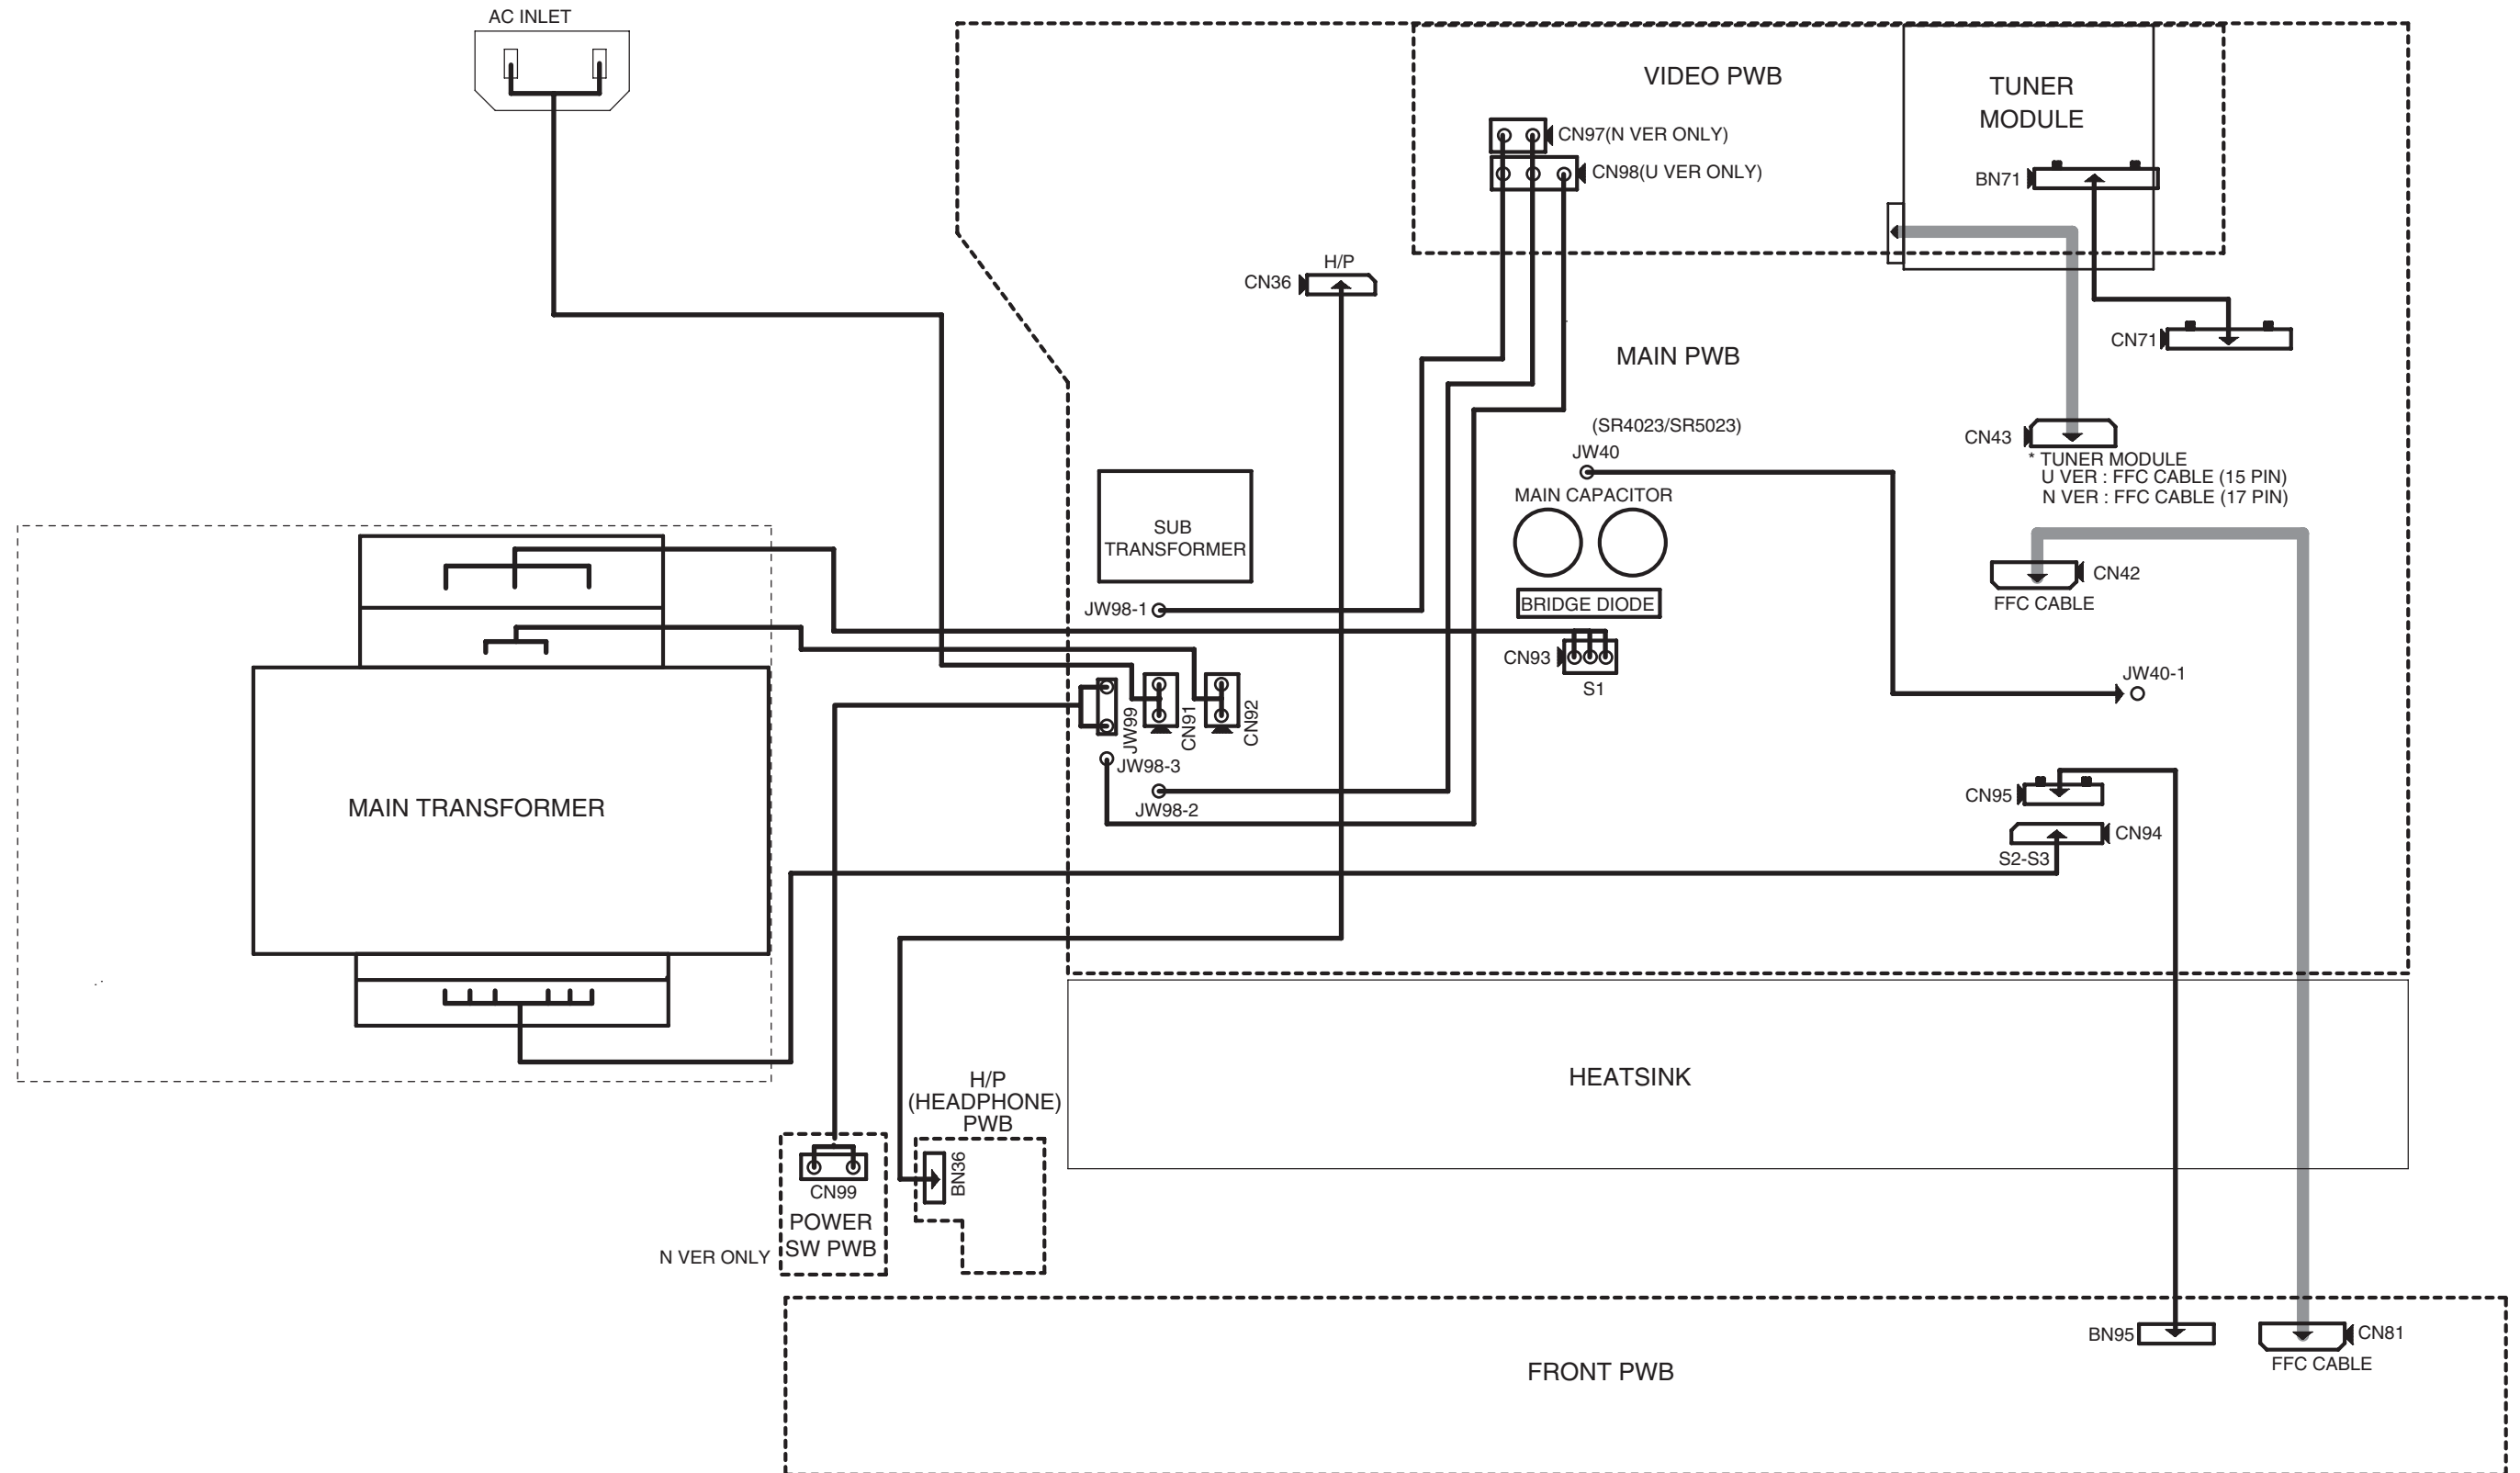 AC INLET
VIDEO PWB
TUNER
MODULE
CN97(N VER ONLY)
CN98(U VER ONLY)
BN71
H/P
CN36
CN71
MAIN PWB
(SR4023/SR5023)
JW40
CN43
* TUNER MODULE
U VER : FFC CABLE (15 PIN)
N VER : FFC CABLE (17 PIN)
MAIN CAPACITOR
SUB
TRANSFORMER
CN42
FFC CABLE
BRIDGE DIODE
JW98-1
CN93
S1
JW40-1
JW99
CN91
CN92
JW98-3
JW98-2
MAIN TRANSFORMER
CN95
CN94
S2-S3
HEATSINK
H/P
(HEADPHONE)
PWB
BN36
CN99
POWER
SW PWB
N VER ONLY
BN95
CN81
FFC CABLE
FRONT PWB